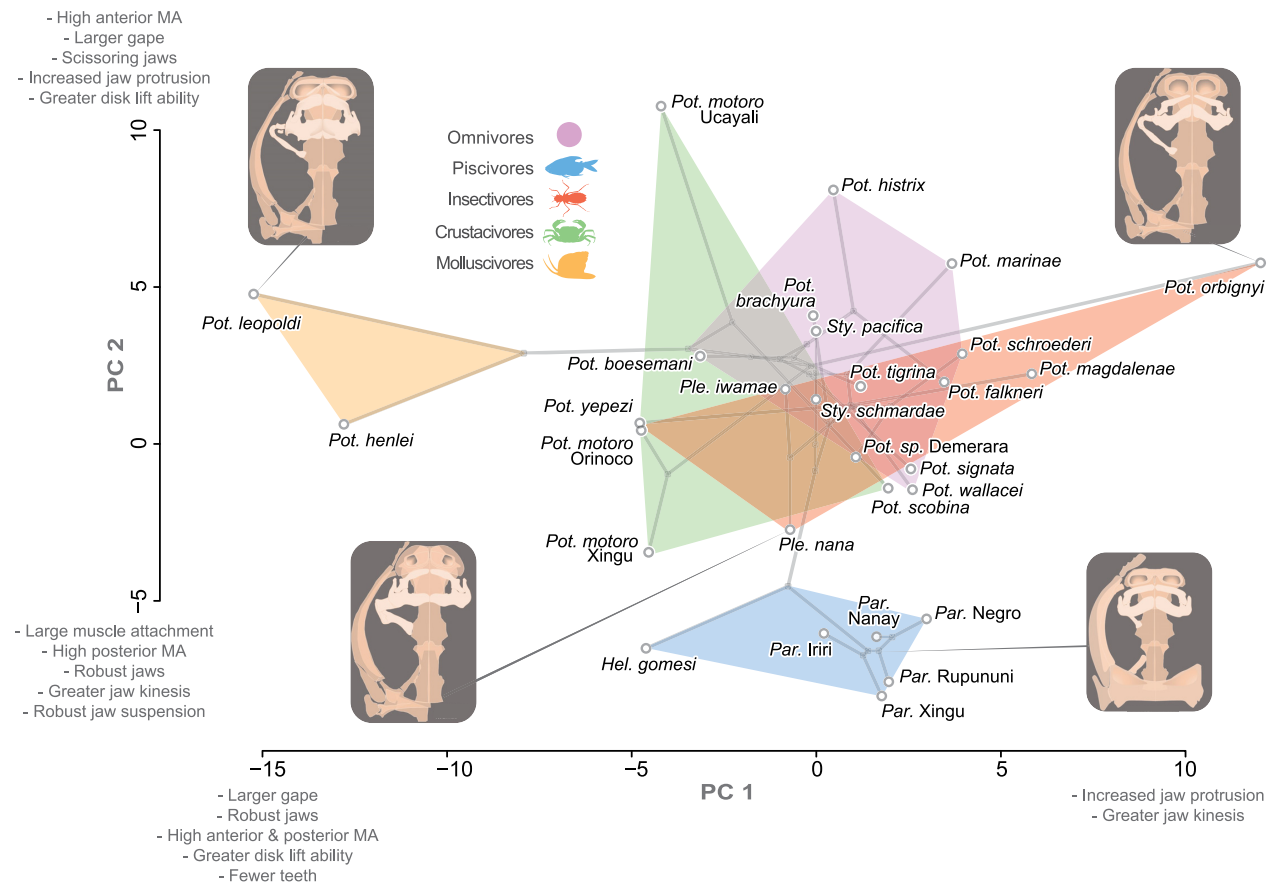 - High anterior MA
- Larger gape
- Scissoring jaws
- Increased jaw protrusion
- Greater disk lift ability
10
5
0
−5
PC 2
- Large muscle attachment
- High posterior MA
- Robust jaws
- Greater jaw kinesis
- Robust jaw suspension
Omnivores
Piscivores
Insectivores
Crustacivores
Molluscivores
Pot. motoro
Ucayali
Pot. histrix
Pot. marinae
Pot. orbignyi
Pot.
brachyura
Sty. pacifica
Pot. leopoldi
Pot. boesemani
Pot. schroederi
Pot. tigrina
Pot. magdalenae
Ple. iwamae
Pot. falkneri
Pot. yepezi
Sty. schmardae
Pot. henlei
Pot. motoro
Orinoco
Pot. sp. Demerara
Pot. signata
Pot. wallacei
Pot. scobina
Pot. motoro
Xingu
Ple. nana
Par.
Nanay
Par. Negro
Par. Iriri
Hel. gomesi
Par. Rupununi
Par. Xingu
−15
−10
−5
0
5
10
PC 1
- Larger gape
- Robust jaws
- High anterior & posterior MA
- Greater disk lift ability
- Fewer teeth
- Increased jaw protrusion
- Greater jaw kinesis